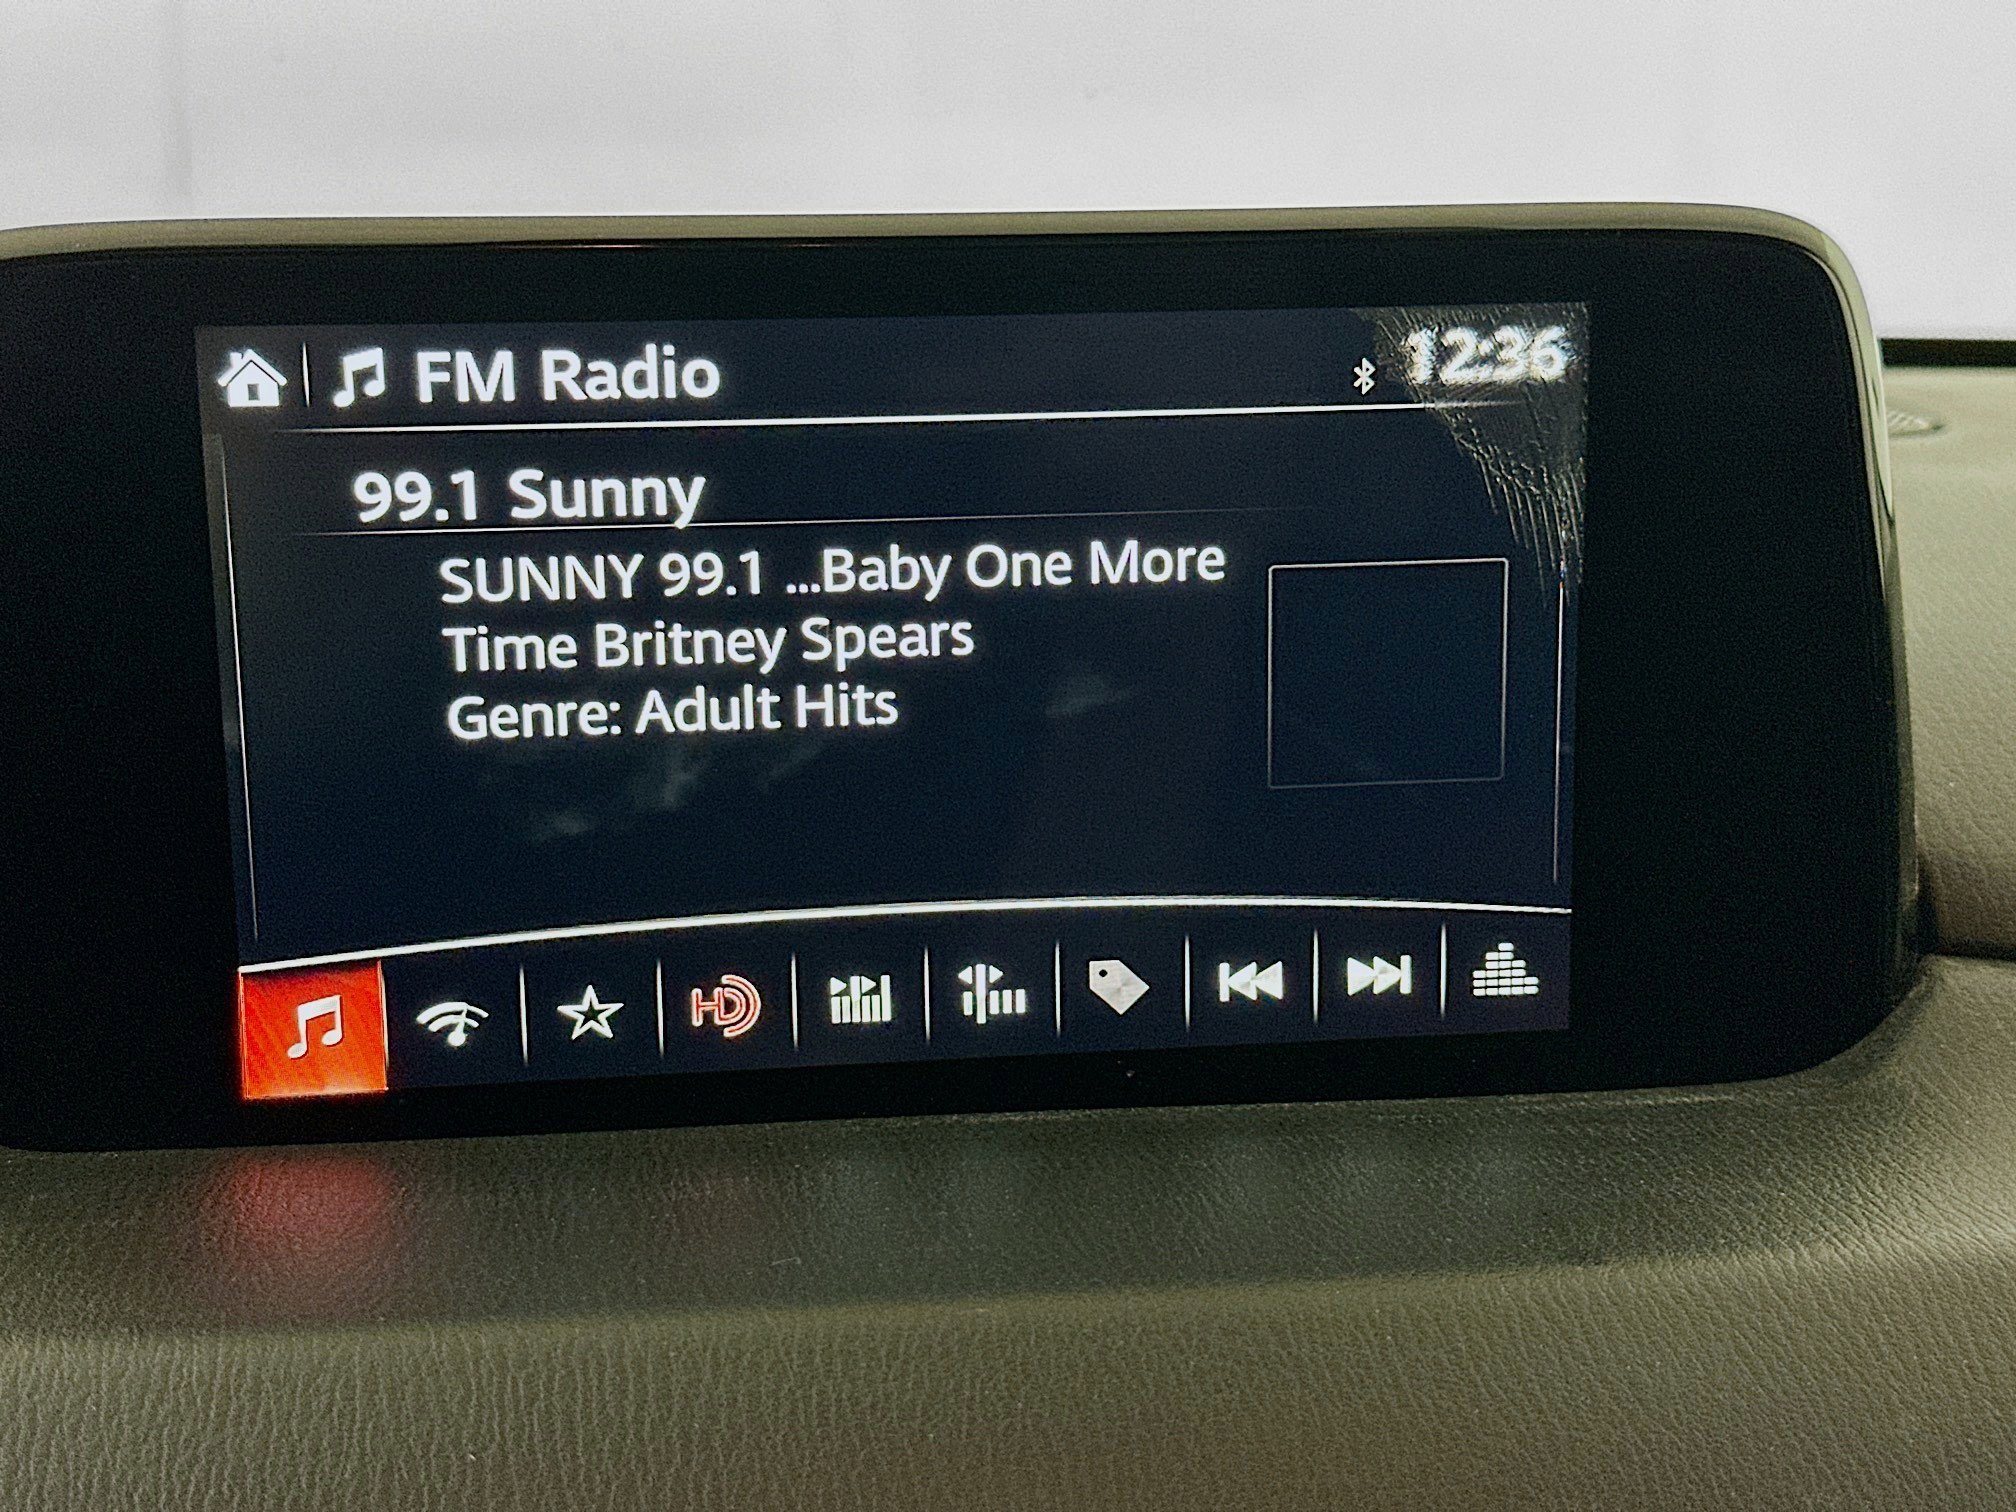 FM Radio
12:36
99.1 Sunny
SUNNY 99.1 ...Baby One More
Time Britney Spears
Genre: Adult Hits
HD